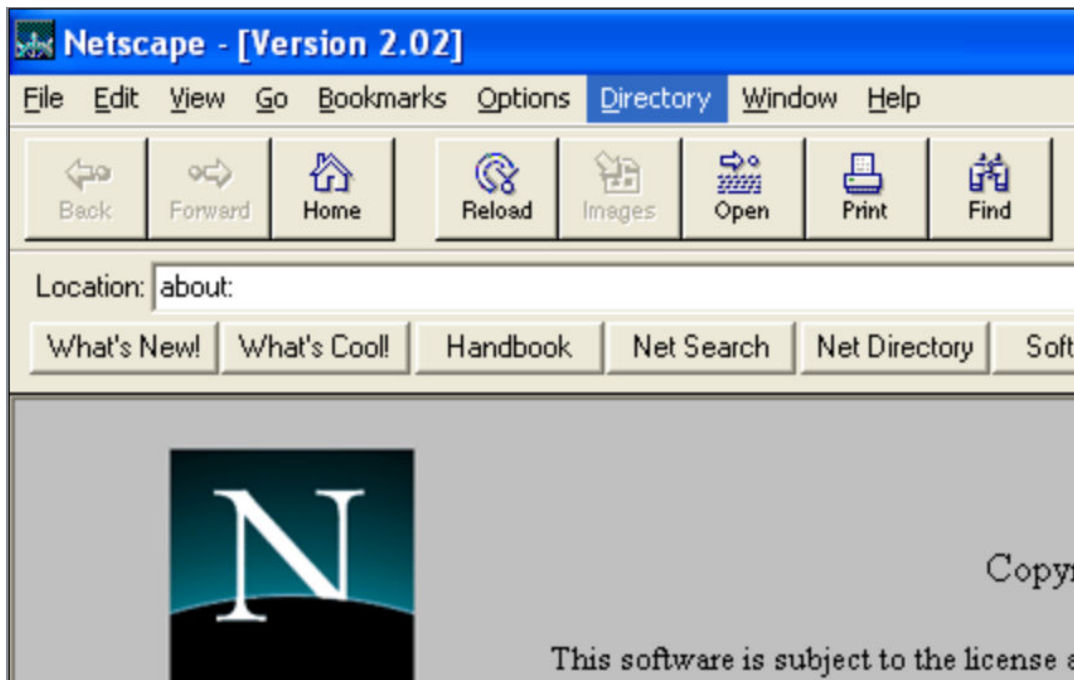 Netscape - [Version 2.02]
File Edit View Go Bookmarks Options Directory Window Help
Back Forward Home Reload Images Open Print Find
Location: about:
What's New! What's Cool! Handbook Net Search Net Directory Soft
N
Copyr
This software is subject to the license